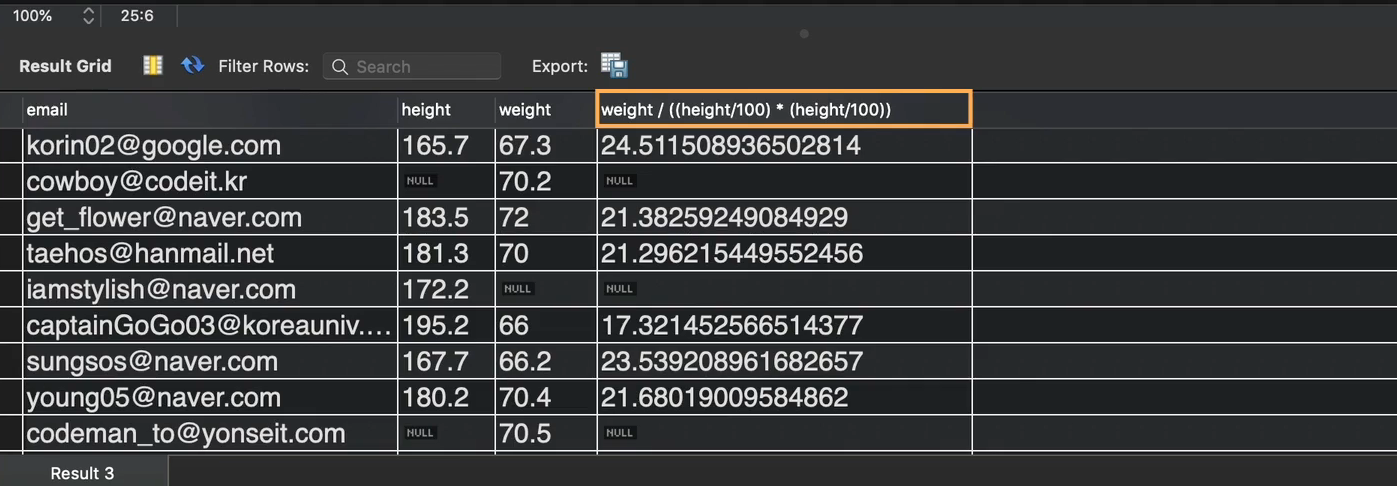 100% 25:6
Result Grid Filter Rows: Search Export:
email height weight weight / ((height/100) * (height/100))
korin02@google.com 165.7 67.3 24.511508936502814
cowboy@codeit.kr NULL 70.2 NULL
get_flower@naver.com 183.5 72 21.38259249084929
taehos@hanmail.net 181.3 70 21.296215449552456
iamstylish@naver.com 172.2 NULL NULL
captainGoGo03@koreauniv.... 195.2 66 17.321452566514377
sungsos@naver.com 167.7 66.2 23.539208961682657
young05@naver.com 180.2 70.4 21.68019009584862
codeman_to@yonseit.com NULL 70.5 NULL
Result 3